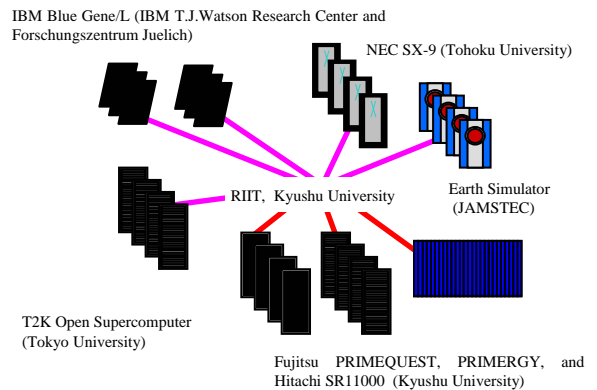 IBM Blue Gene/L (IBM T.J.Watson Research Center and
Forschungszentrum Juelich)
NEC SX-9 (Tohoku University)
RIIT, Kyushu University
Earth Simulator
(JAMSTEC)
T2K Open Supercomputer
(Tokyo University)
Fujitsu PRIMEQUEST, PRIMERGY, and
Hitachi SR11000 (Kyushu University)